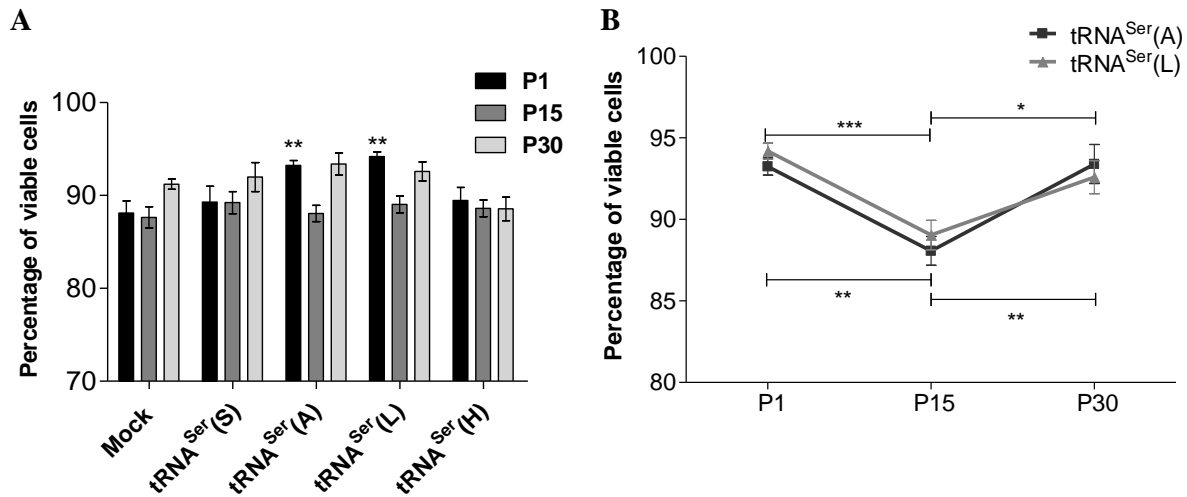 A
Percentage of viable cells
100
90
80
70
P1
P15
P30
**
**
Mock
tRNA^Ser(S)
tRNA^Ser(A)
tRNA^Ser(L)
tRNA^Ser(H)
B
tRNA^Ser(A)
tRNA^Ser(L)
Percentage of viable cells
100
95
90
85
80
***
*
**
**
P1
P15
P30